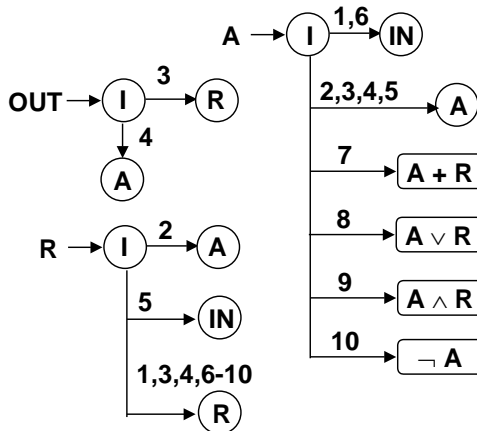 OUT I 3 R
4
A
R I 2 A
5 IN
1,3,4,6-10
R
A I 1,6 IN
2,3,4,5 A
7 A + R
8 A ∨ R
9 A ∧ R
10 ¬ A